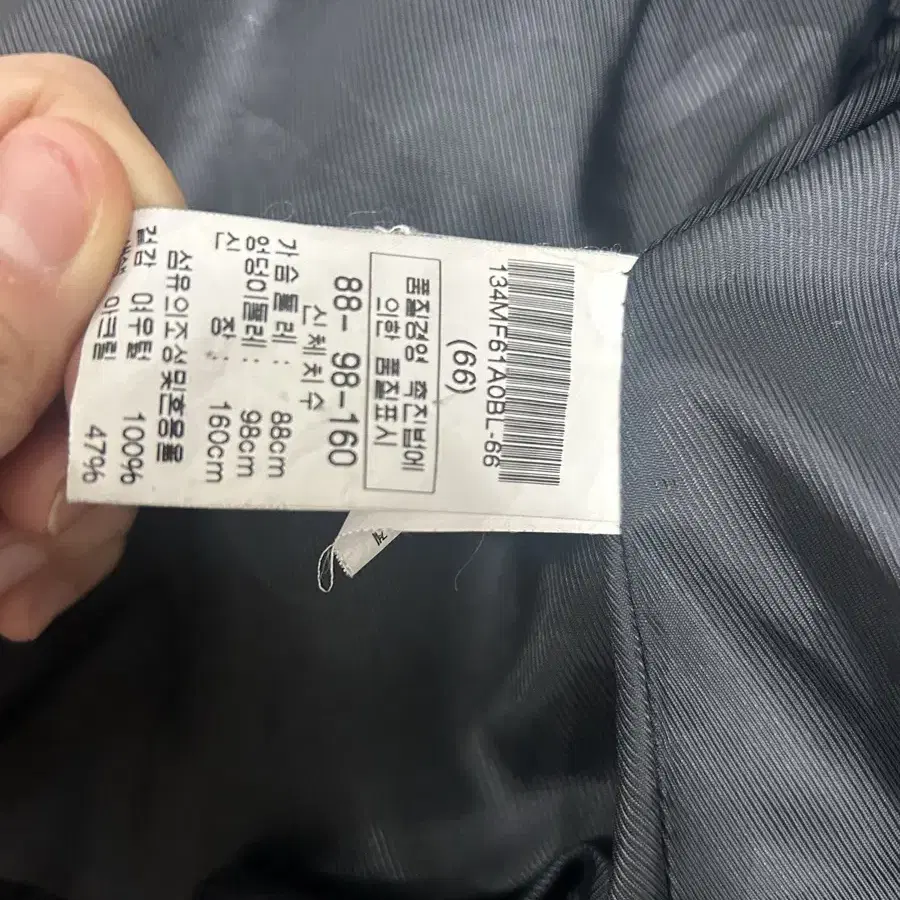 134MF61A0BL-66
(66)
품질경영 촉진법에
의한 품질표시
88- 98-160
신체치수
가슴둘레: 88cm
엉덩이둘레: 98cm
신 장: 160cm
섬유의조성및혼용율
겉감 여우털 100%
아크릴 47%